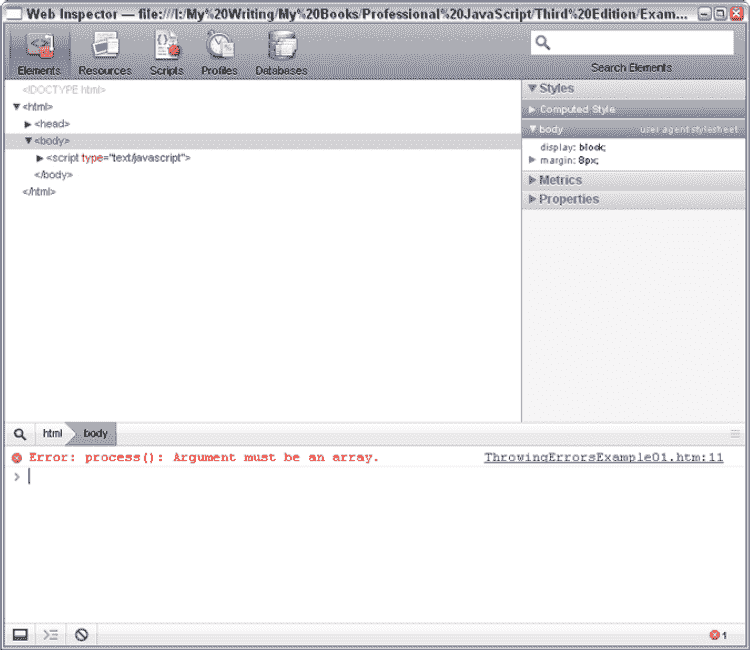 Web Inspector — file:///I:/My%20Writing/My%20Books/Professional%20JavaScript/Third%20Edition/Exam...
Elements Resources Scripts Profiles Databases
Search Elements
<!DOCTYPE html>
▼<html>
▶<head>
▼<body>
▶<script type="text/javascript">
</body>
</html>
▼Styles
▶ Computed Style
▼body user agent stylesheet
display: block;
▶ margin: 8px;
▶Metrics
▶Properties
html body
Error: process(): Argument must be an array. ThrowingErrorsExample01.htm:11
>
1